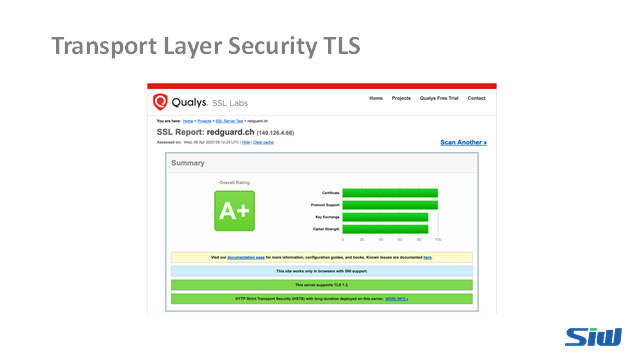 Transport Layer Security TLS
Qualys. SSL Labs
Home Projects Qualys Free Trial Contact
You are here: Home > Projects > SSL Server Test > redguard.ch
SSL Report: redguard.ch (149.126.4.66)
Assessed on: Wed, 09 Apr 2025 09:12:24 UTC | Hide | Clear cache
Scan Another »
Summary
Overall Rating
A+
Certificate
Protocol Support
Key Exchange
Cipher Strength
0 20 40 60 80 100
Visit our documentation page for more information, configuration guides, and books. Known issues are documented here.
This site works only in browsers with SNI support.
This server supports TLS 1.3.
HTTP Strict Transport Security (HSTS) with long duration deployed on this server. MORE INFO »
SIW